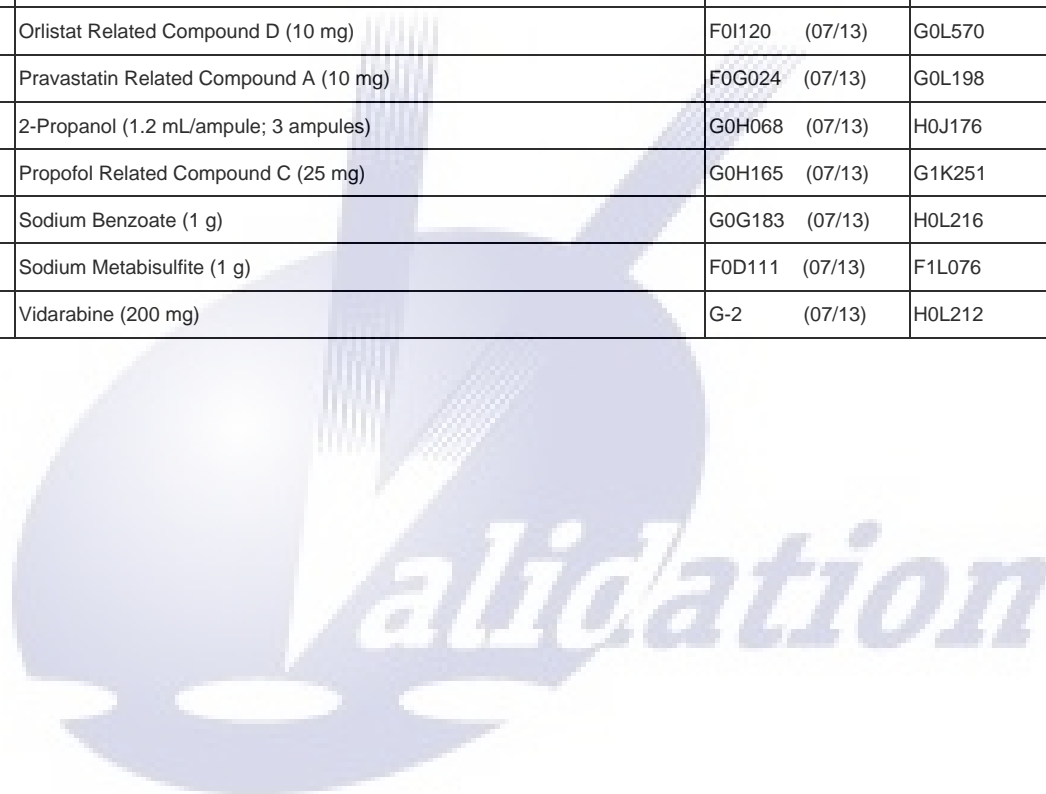 Orlistat Related Compound D (10 mg) F0I120 (07/13) G0L570
Pravastatin Related Compound A (10 mg) F0G024 (07/13) G0L198
2-Propanol (1.2 mL/ampule; 3 ampules) G0H068 (07/13) H0J176
Propofol Related Compound C (25 mg) G0H165 (07/13) G1K251
Sodium Benzoate (1 g) G0G183 (07/13) H0L216
Sodium Metabisulfite (1 g) F0D111 (07/13) F1L076
Vidarabine (200 mg) G-2 (07/13) H0L212
Validation